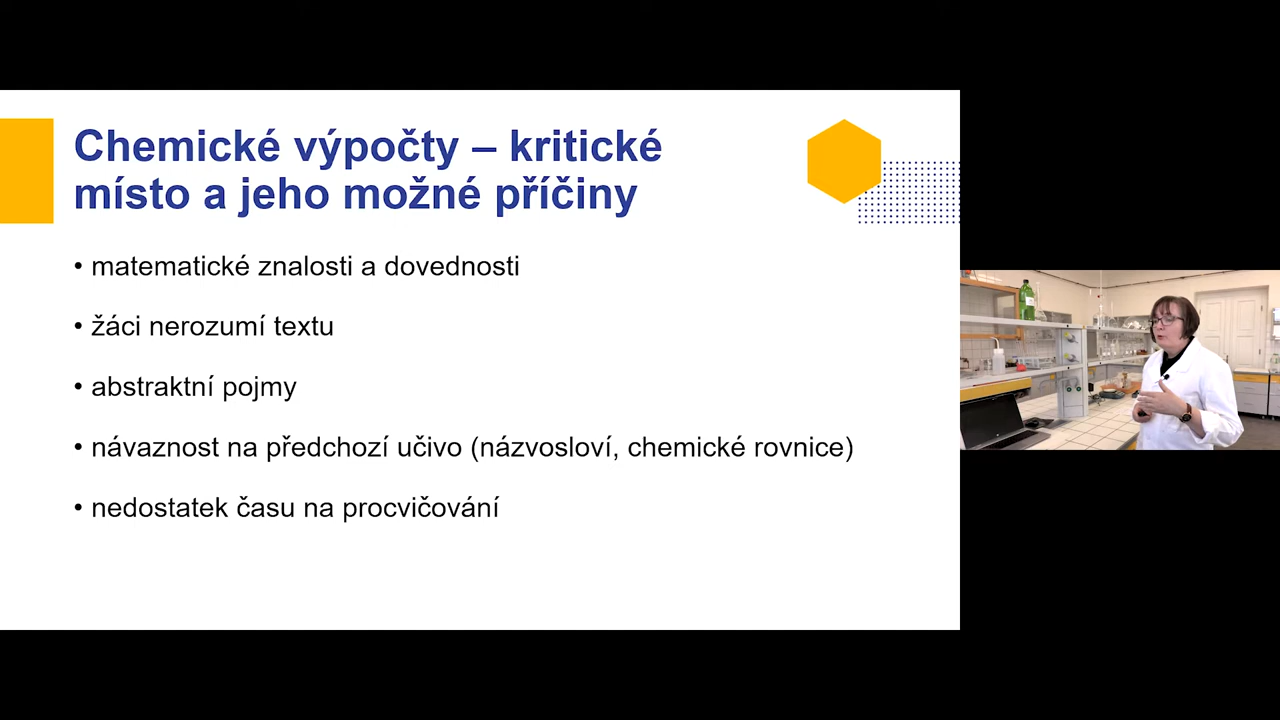 Chemické výpočty – kritické
místo a jeho možné příčiny
• matematické znalosti a dovednosti
• žáci nerozumí textu
• abstraktní pojmy
• návaznost na předchozí učivo (názvosloví, chemické rovnice)
• nedostatek času na procvičování